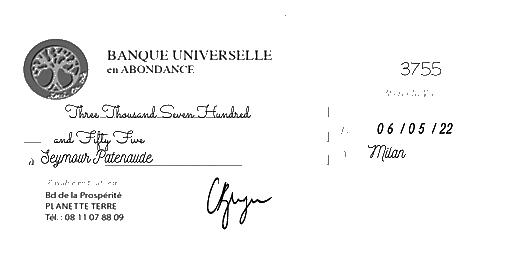 BANQUE UNIVERSELLE
en ABONDANCE
3755
Three Thousand Seven Hundred
and Fifty Five
06/05/22
à Seymour Patenaude
Milan
Bd de la Prospérité
PLANETTE TERRE
Tél. : 08 11 07 88 09